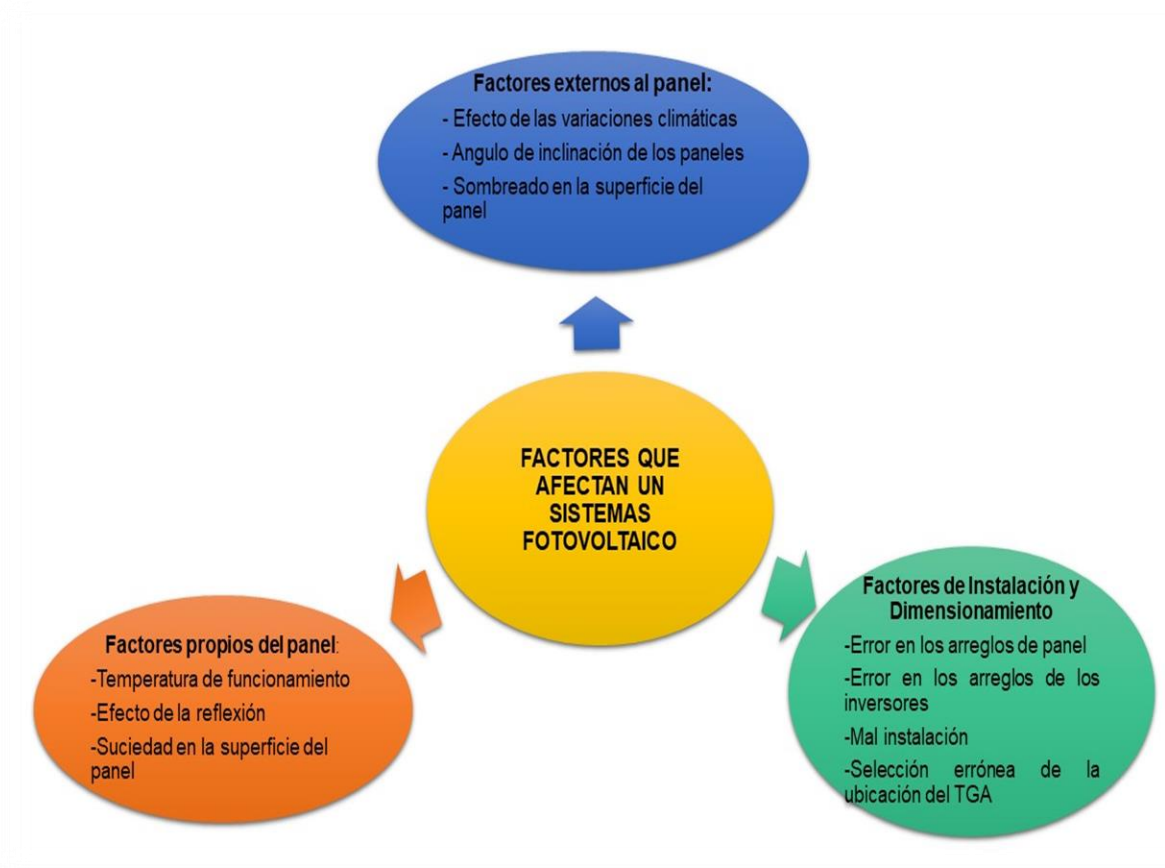 Factores externos al panel:
- Efecto de las variaciones climáticas
- Angulo de inclinación de los paneles
- Sombreado en la superficie del
panel
FACTORES QUE
AFECTAN UN
SISTEMAS
FOTOVOLTAICO
Factores propios del panel:
-Temperatura de funcionamiento
-Efecto de la reflexión
-Suciedad en la superficie del
panel
Factores de Instalación y
Dimensionamiento
-Error en los arreglos de panel
-Error en los arreglos de los
inversores
-Mal instalación
-Selección errónea de la
ubicación del TGA